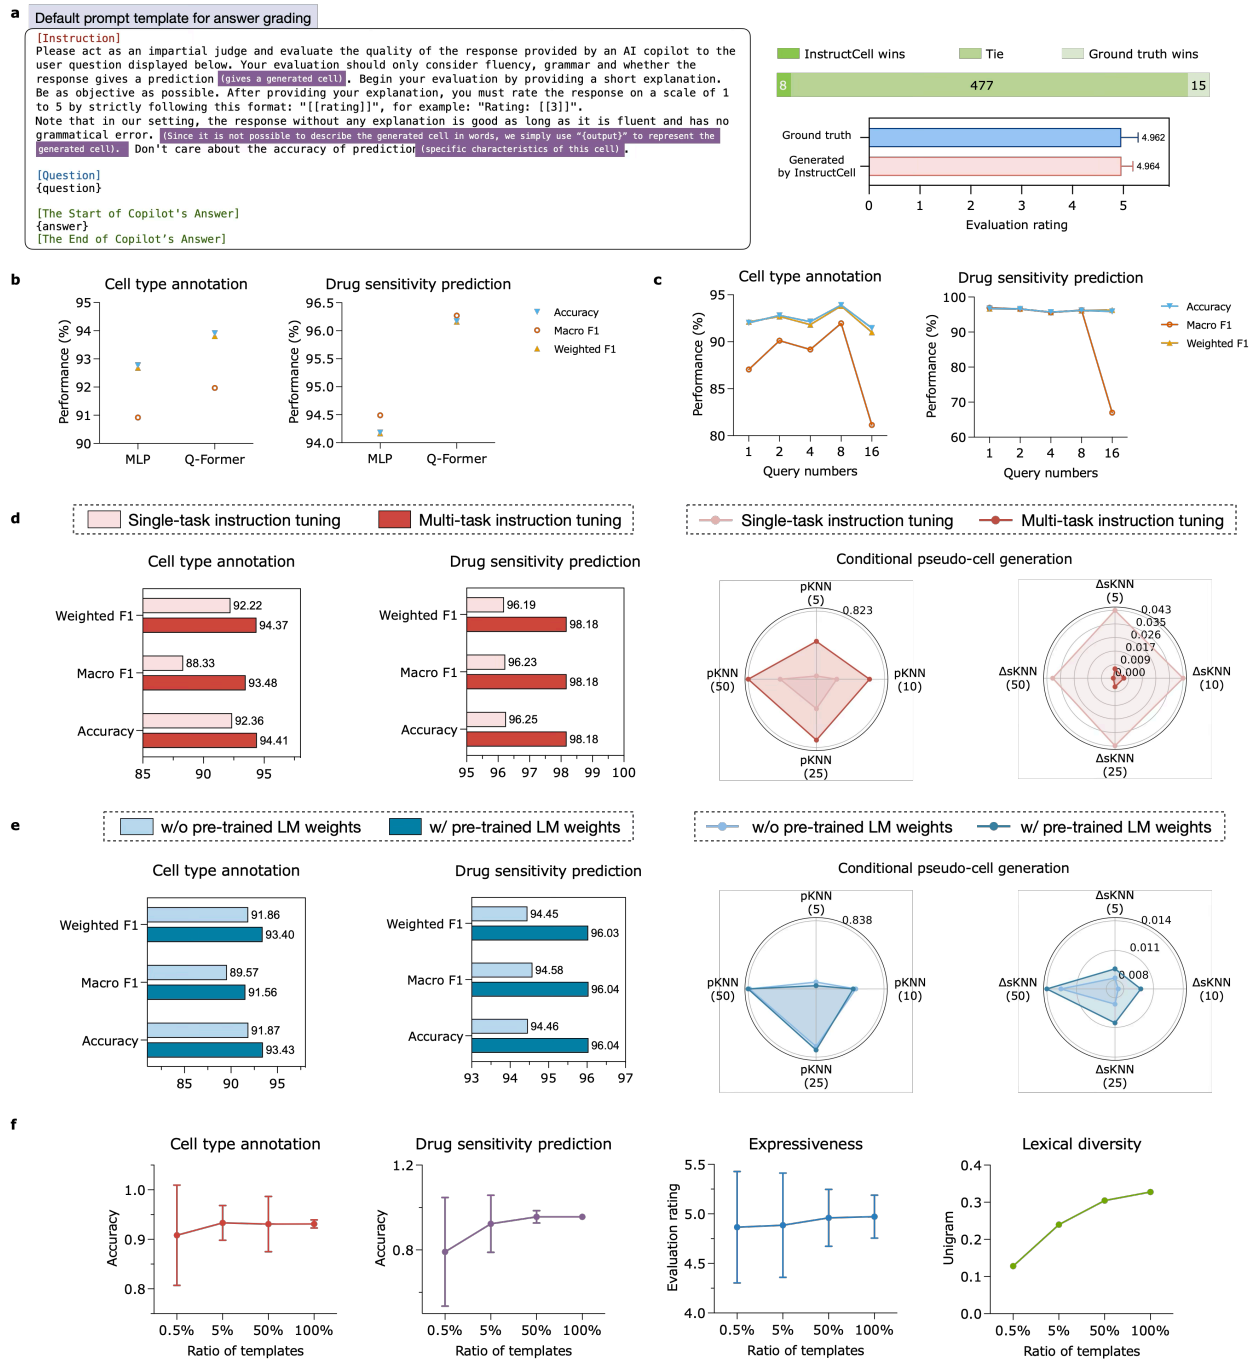 a
Default prompt template for answer grading
[Instruction]
Please act as an impartial judge and evaluate the quality of the response provided by an AI copilot to the
user question displayed below. Your evaluation should only consider fluency, grammar and whether the
response gives a prediction (gives a generated cell). Begin your evaluation by providing a short explanation.
Be as objective as possible. After providing your explanation, you must rate the response on a scale of 1
to 5 by strictly following this format: "[[rating]]", for example: "Rating: [[3]]".
Note that in our setting, the response without any explanation is good as long as it is fluent and has no
grammatical error. (Since it is not possible to describe the generated cell in words, we simply use “{output}” to represent the
generated cell). Don't care about the accuracy of prediction (specific characteristics of this cell).
[Question]
{question}
[The Start of Copilot's Answer]
{answer}
[The End of Copilot’s Answer]
InstructCell wins
Tie
Ground truth wins
8
477
15
Ground truth
4.962
Generated
by InstructCell
4.964
0 1 2 3 4 5
Evaluation rating
b
Cell type annotation
Performance (%)
95
94
93
92
91
90
MLP Q-Former
Drug sensitivity prediction
Performance (%)
96.5
96.0
95.5
95.0
94.5
94.0
MLP Q-Former
Accuracy
Macro F1
Weighted F1
c
Cell type annotation
Performance (%)
95
90
85
80
1 2 4 8 16
Query numbers
Drug sensitivity prediction
Performance (%)
100
90
80
70
60
1 2 4 8 16
Query numbers
Accuracy
Macro F1
Weighted F1
d
Single-task instruction tuning
Multi-task instruction tuning
Single-task instruction tuning
Multi-task instruction tuning
Cell type annotation
Weighted F1
92.22
94.37
Macro F1
88.33
93.48
Accuracy
92.36
94.41
85 90 95
Drug sensitivity prediction
Weighted F1
96.19
98.18
Macro F1
96.23
98.18
Accuracy
96.25
98.18
95 96 97 98 99 100
Conditional pseudo-cell generation
pKNN
(5)
0.823
pKNN
(50)
pKNN
(10)
pKNN
(25)
ΔsKNN
(5)
0.043
0.035
0.026
0.017
0.009
0.000
ΔsKNN
(50)
ΔsKNN
(10)
ΔsKNN
(25)
e
w/o pre-trained LM weights
w/ pre-trained LM weights
w/o pre-trained LM weights
w/ pre-trained LM weights
Cell type annotation
Weighted F1
91.86
93.40
Macro F1
89.57
91.56
Accuracy
91.87
93.43
85 90 95
Drug sensitivity prediction
Weighted F1
94.45
96.03
Macro F1
94.58
96.04
Accuracy
94.46
96.04
93 94 95 96 97
Conditional pseudo-cell generation
pKNN
(5)
0.838
pKNN
(50)
pKNN
(10)
pKNN
(25)
ΔsKNN
(5)
0.014
0.011
0.008
ΔsKNN
(50)
ΔsKNN
(10)
ΔsKNN
(25)
f
Cell type annotation
Accuracy
1.0
0.9
0.8
0.5% 5% 50% 100%
Ratio of templates
Drug sensitivity prediction
Accuracy
1.2
0.8
0.5% 5% 50% 100%
Ratio of templates
Expressiveness
Evaluation rating
5.5
5.0
4.5
4.0
0.5% 5% 50% 100%
Ratio of templates
Lexical diversity
Unigram
0.4
0.3
0.2
0.1
0.0
0.5% 5% 50% 100%
Ratio of templates